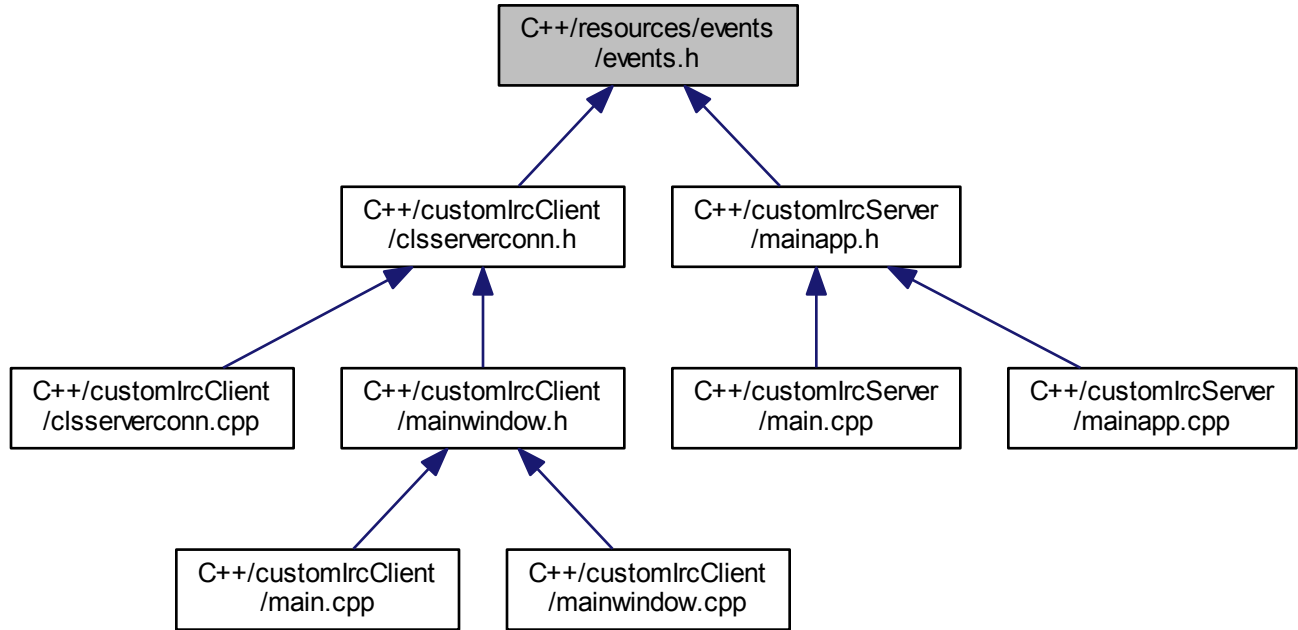 C++/resources/events
/events.h
C++/customIrcClient
/clsserverconn.h
C++/customIrcServer
/mainapp.h
C++/customIrcClient
/clsserverconn.cpp
C++/customIrcClient
/mainwindow.h
C++/customIrcServer
/main.cpp
C++/customIrcServer
/mainapp.cpp
C++/customIrcClient
/main.cpp
C++/customIrcClient
/mainwindow.cpp